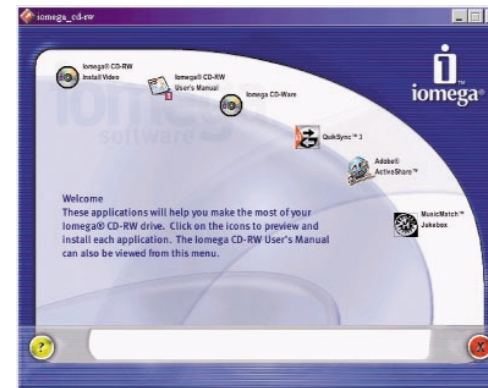 iomega_cd-rw
iomega®
Iomega® CD-RW
Install Video
Iomega® CD-RW
User's Manual
Iomega CD-Ware
QuikSync™ 3
Adobe®
ActiveShare™
MusicMatch™
Jukebox
iomega
software
Welcome
These applications will help you make the most of your
Iomega® CD-RW drive. Click on the icons to preview and
install each application. The Iomega CD-RW User's Manual
can also be viewed from this menu.
?
X